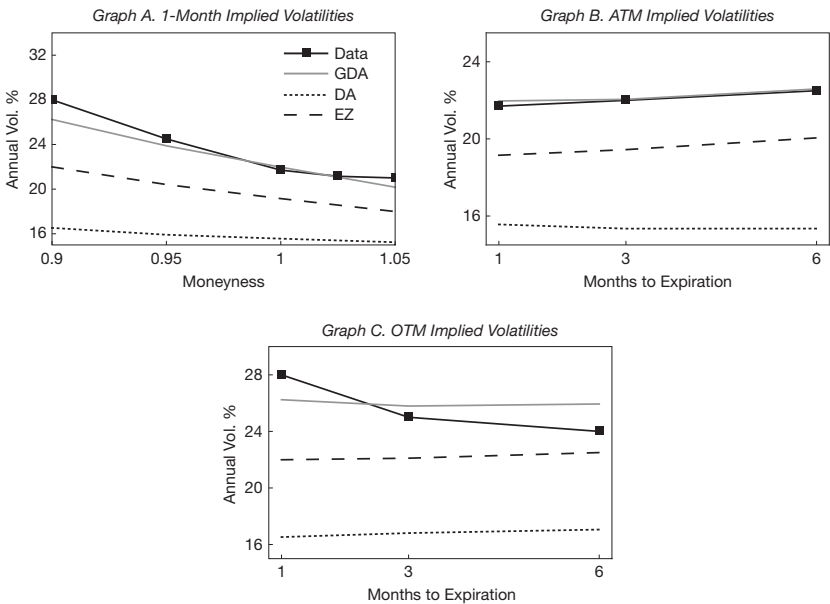 Graph A. 1-Month Implied Volatilities
Annual Vol. %
32
28
24
20
16
0.9
0.95
1
1.05
Moneyness
Data
GDA
DA
EZ
Graph B. ATM Implied Volatilities
Annual Vol. %
24
20
16
1
3
6
Months to Expiration
Graph C. OTM Implied Volatilities
Annual Vol. %
28
24
20
16
1
3
6
Months to Expiration